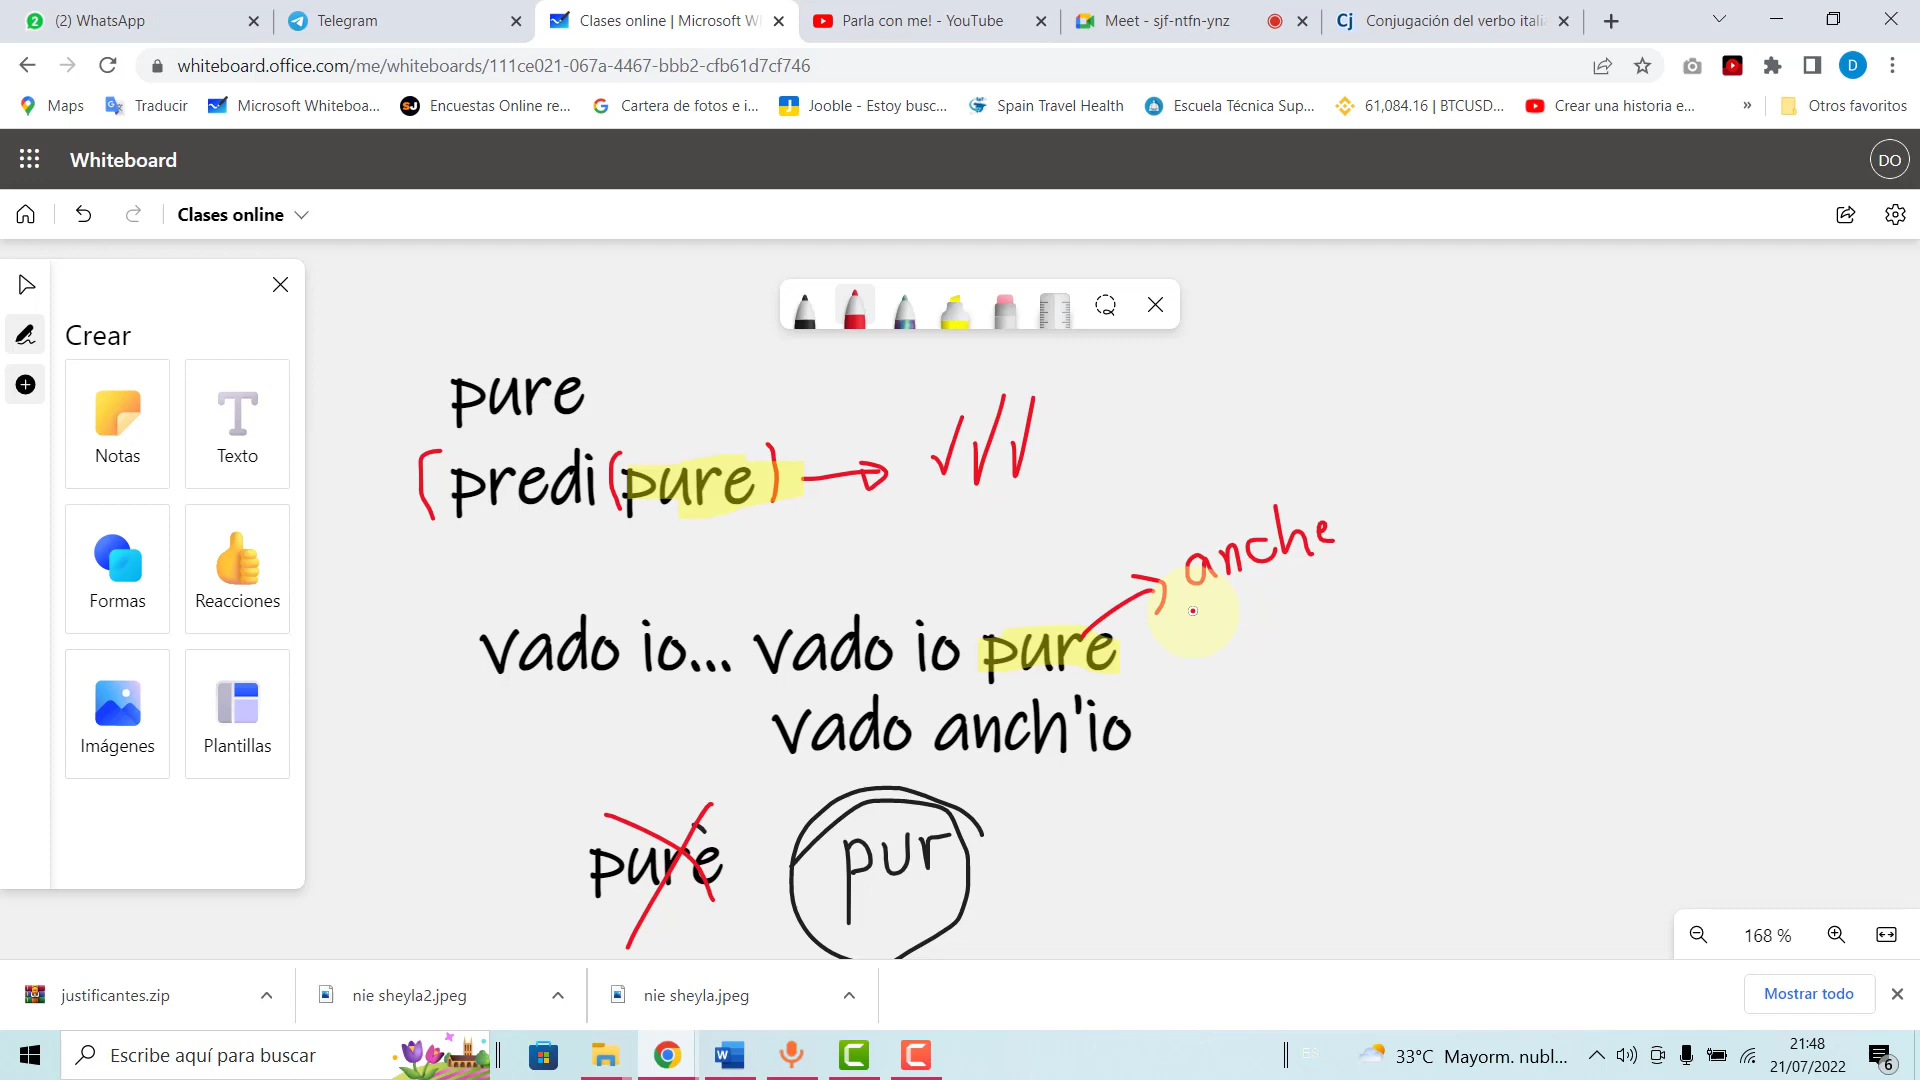 (2) WhatsApp
Telegram
Clases online | Microsoft W
Parla con me! - YouTube
Meet - sjf-ntfn-ynz
Cj Conjugación del verbo itali
whiteboard.office.com/me/whiteboards/111ce021-067a-4467-bbb2-cfb61d7cf746
D
Maps
Traducir
Microsoft Whiteboa...
SJ Encuestas Online re...
Cartera de fotos e i...
Jooble - Estoy busc...
Spain Travel Health
Escuela Técnica Sup...
61,084.16 | BTCUSD...
Crear una historia e...
»
Otros favoritos
Whiteboard
DO
Clases online
Crear
Notas
Texto
Formas
Reacciones
Imágenes
Plantillas
pure
(predi(pure)
anche
vado io... vado io pure
vado anch'io
purè
pur
168 %
justificantes.zip
nie sheyla2.jpeg
nie sheyla.jpeg
Mostrar todo
Escribe aquí para buscar
33°C Mayorm. nubl...
21:48
21/07/2022
6